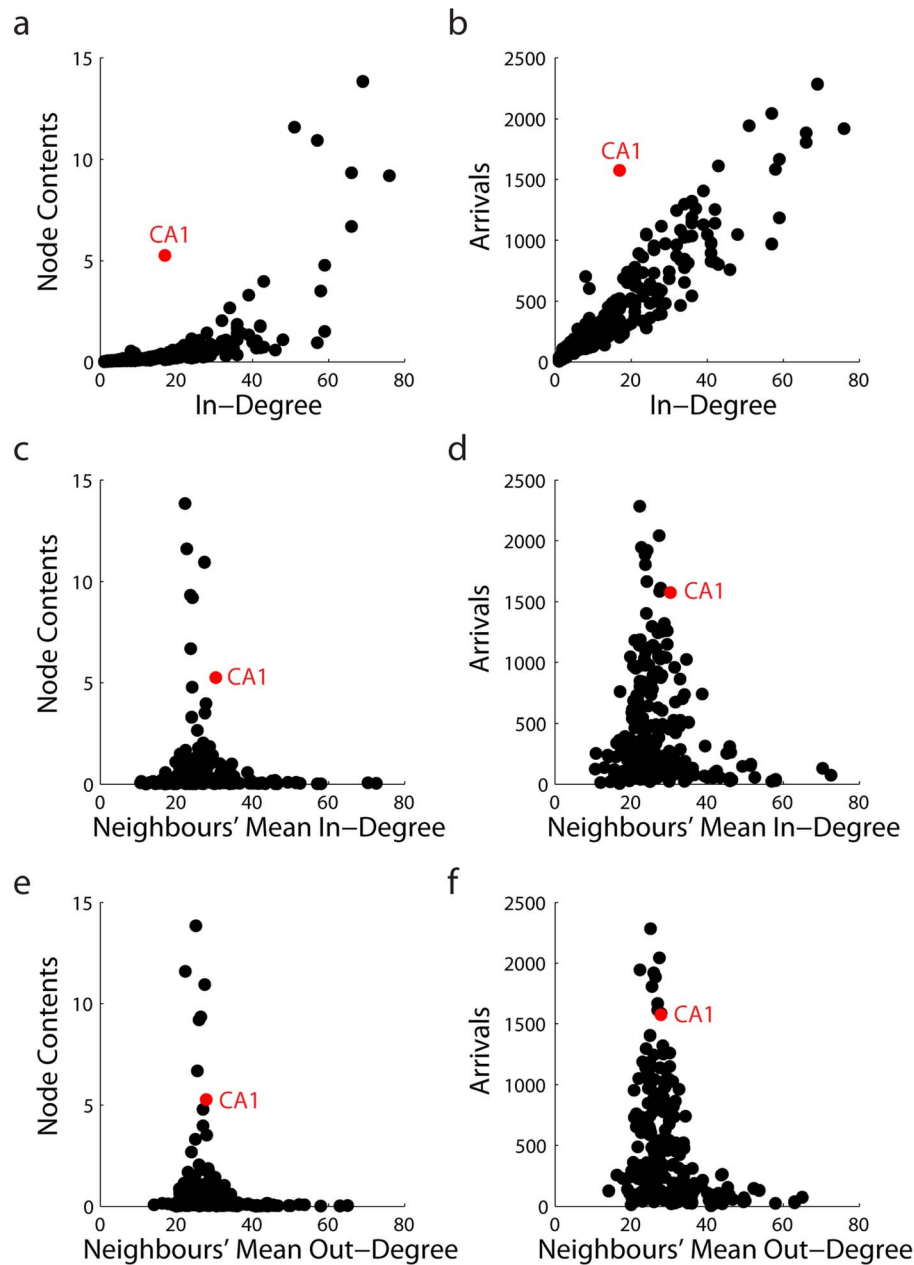 a
15
10
5
0
Node Contents
CA1
0 20 40 60 80
In−Degree
b
2500
2000
1500
1000
500
0
Arrivals
CA1
0 20 40 60 80
In−Degree
c
15
10
5
0
Node Contents
CA1
0 20 40 60 80
Neighbours’ Mean In−Degree
d
2500
2000
1500
1000
500
0
Arrivals
CA1
0 20 40 60 80
Neighbours’ Mean In−Degree
e
15
10
5
0
Node Contents
CA1
0 20 40 60 80
Neighbours’ Mean Out−Degree
f
2500
2000
1500
1000
500
0
Arrivals
CA1
0 20 40 60 80
Neighbours’ Mean Out−Degree